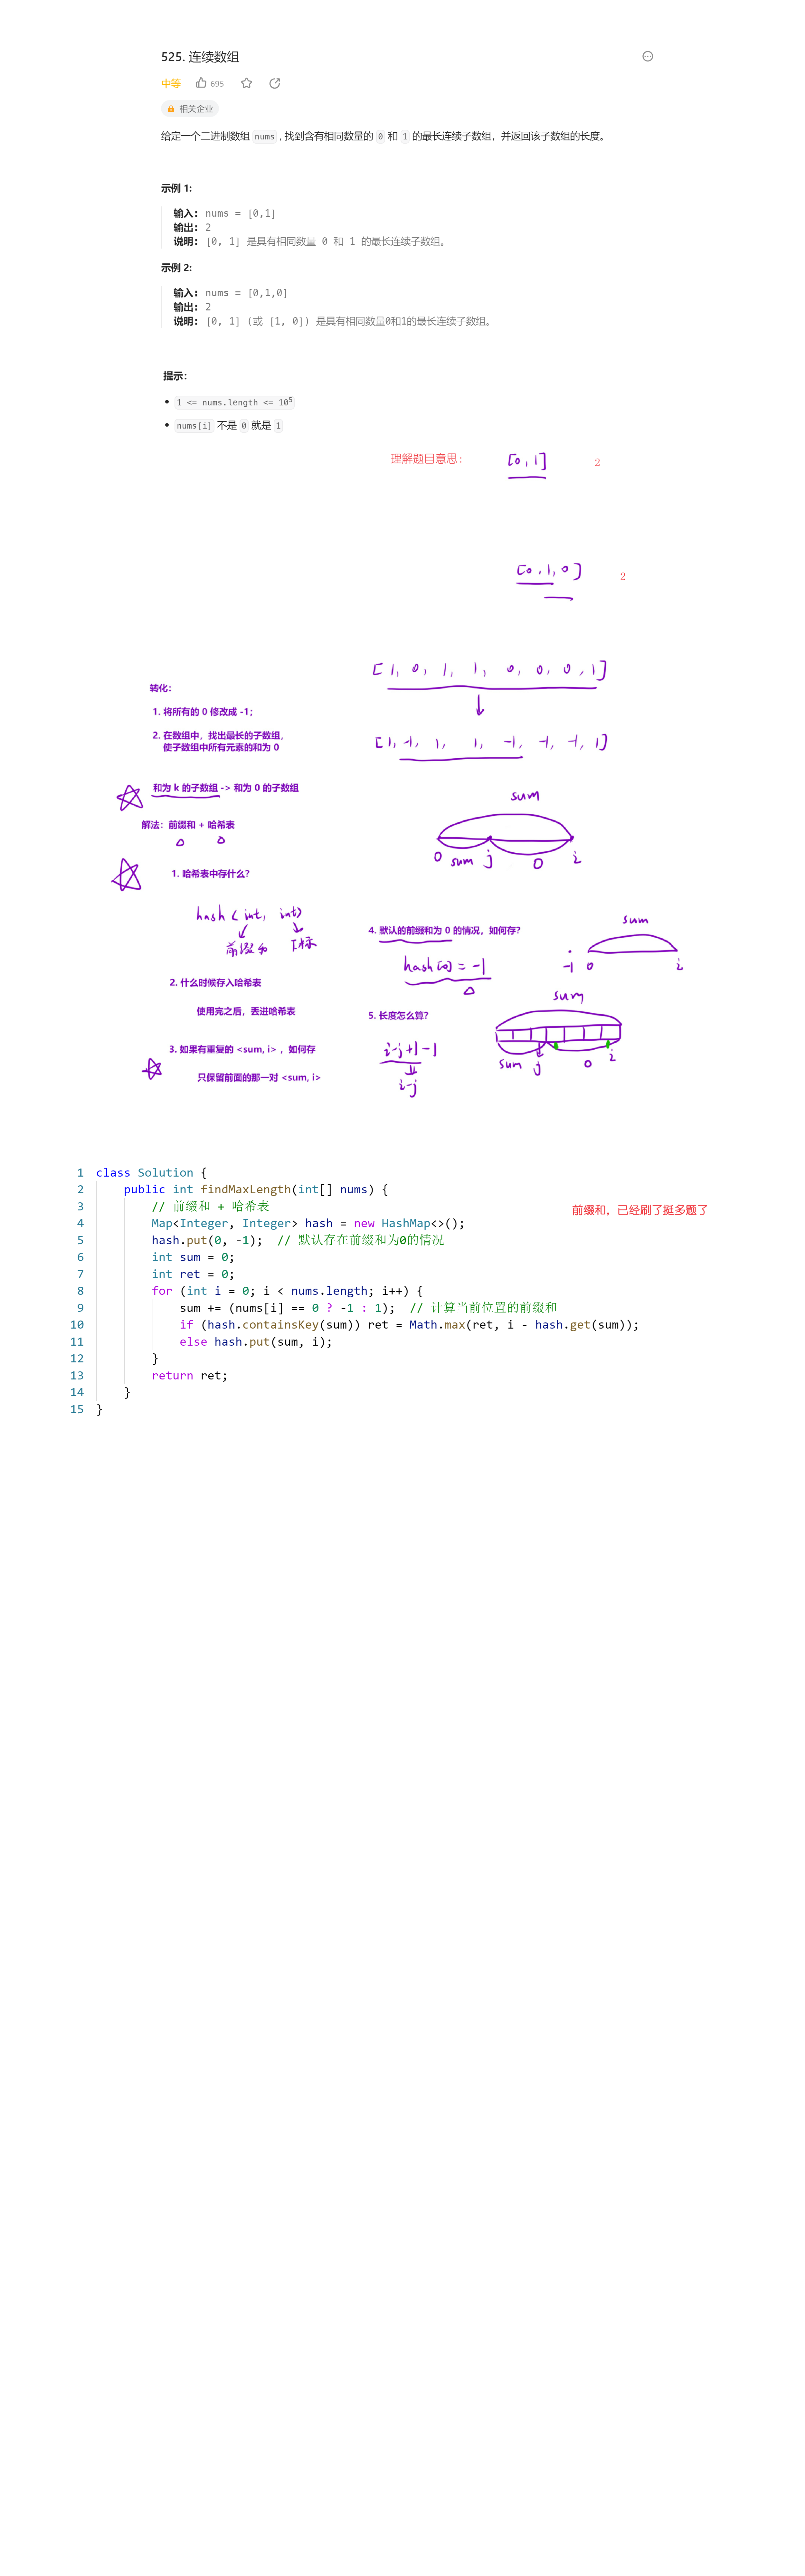 525. 连续数组
中等 695
相关企业
给定一个二进制数组 nums , 找到含有相同数量的 0 和 1 的最长连续子数组，并返回该子数组的长度。
示例 1:
输入: nums = [0,1]
输出: 2
说明: [0, 1] 是具有相同数量 0 和 1 的最长连续子数组。
示例 2:
输入: nums = [0,1,0]
输出: 2
说明: [0, 1] (或 [1, 0]) 是具有相同数量0和1的最长连续子数组。
提示：
1 <= nums.length <= 10⁵
nums[i] 不是 0 就是 1
理解题目意思： [0, 1] 2
[0, 1, 0] 2
[1, 0, 1, 1, 0, 0, 0, 1]
转化：
1. 将所有的 0 修改成 -1；
2. 在数组中，找出最长的子数组，
使子数组中所有元素的和为 0
[1, -1, 1, 1, -1, -1, -1, 1]
和为 k 的子数组 -> 和为 0 的子数组
sum
解法：前缀和 + 哈希表
0 sum j 0 i
1. 哈希表中存什么？
hash < int, int>
前缀和 下标
2. 什么时候存入哈希表
使用完之后，丢进哈希表
3. 如果有重复的 <sum, i> ，如何存
只保留前面的那一对 <sum, i>
4. 默认的前缀和为 0 的情况，如何存？
hash[0] = -1
sum
-1 0 i
5. 长度怎么算？
i-j+1-1
i-j
sum
sum j 0 i
1 class Solution {
2 public int findMaxLength(int[] nums) {
3 // 前缀和 + 哈希表
4 Map<Integer, Integer> hash = new HashMap<>();
5 hash.put(0, -1); // 默认存在前缀和为0的情况
6 int sum = 0;
7 int ret = 0;
8 for (int i = 0; i < nums.length; i++) {
9 sum += (nums[i] == 0 ? -1 : 1); // 计算当前位置的前缀和
10 if (hash.containsKey(sum)) ret = Math.max(ret, i - hash.get(sum));
11 else hash.put(sum, i);
12 }
13 return ret;
14 }
15 }
前缀和，已经刷了挺多题了